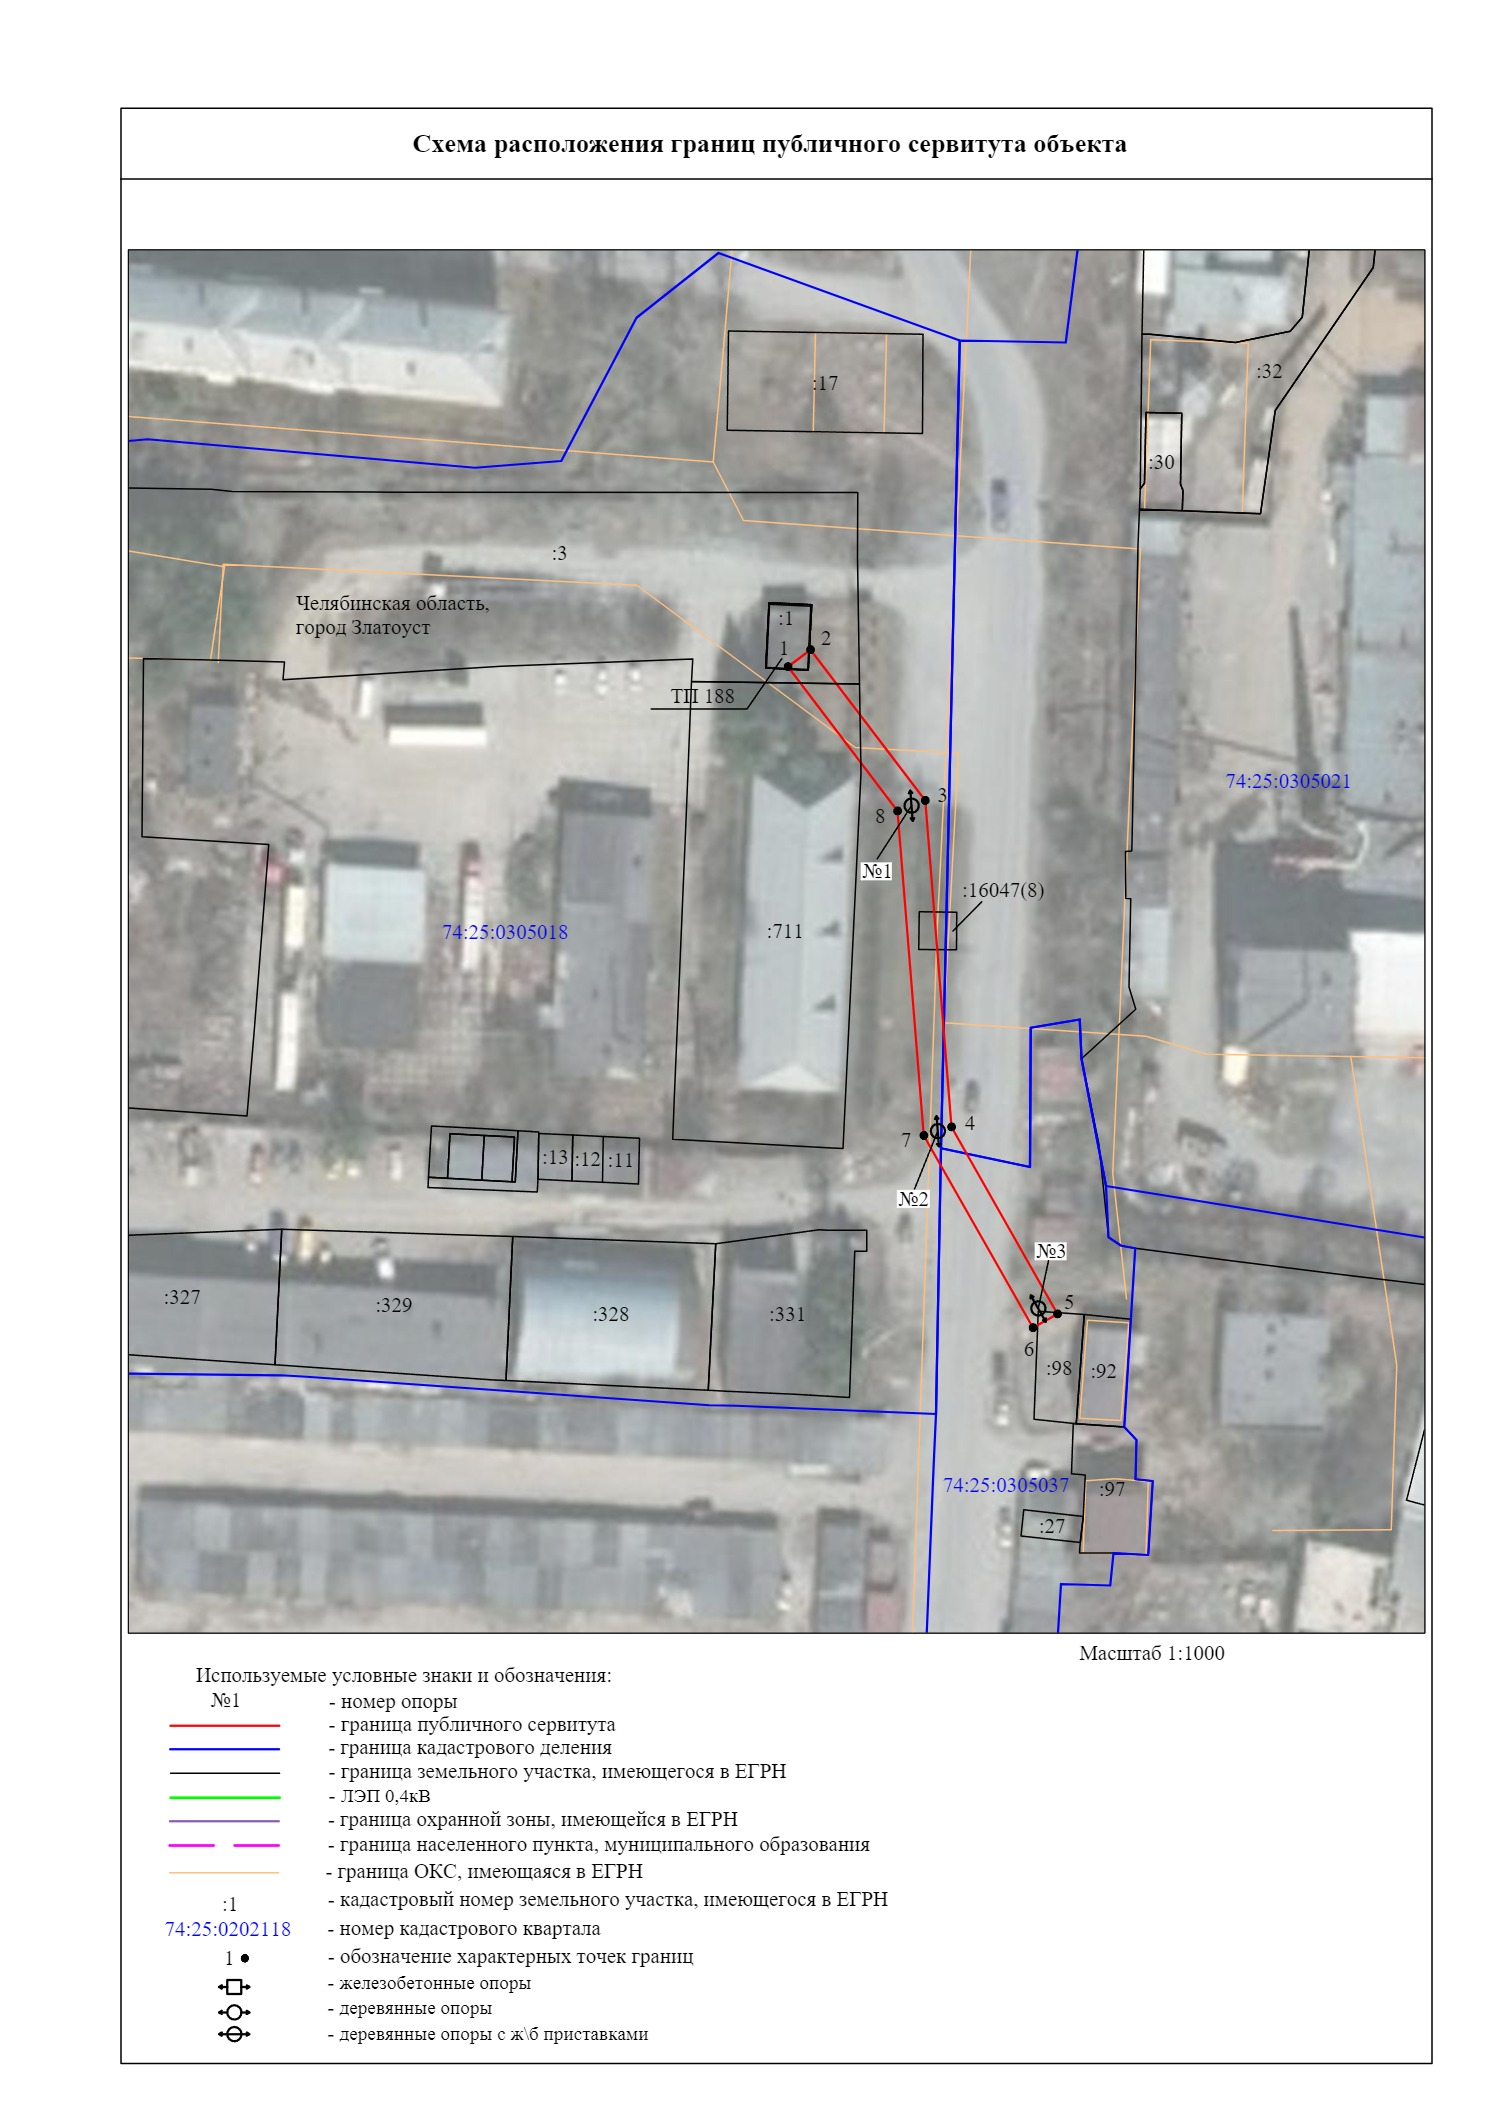 Схема расположения границ публичного сервитута объекта
:17
:32
:30
:3
Челябинская область,
город Златоуст
:1
1
2
ТП 188
74:25:0305021
3
8
№1
:16047(8)
74:25:0305018
:711
4
7
:13
:12
:11
№2
№3
:327
:329
:328
:331
5
6
:98
:92
74:25:0305037
:97
:27
Масштаб 1:1000
Используемые условные знаки и обозначения:
№1 - номер опоры
- граница публичного сервитута
- граница кадастрового деления
- граница земельного участка, имеющегося в ЕГРН
- ЛЭП 0,4кВ
- граница охранной зоны, имеющейся в ЕГРН
- граница населенного пункта, муниципального образования
- граница ОКС, имеющаяся в ЕГРН
:1 - кадастровый номер земельного участка, имеющегося в ЕГРН
74:25:0202118 - номер кадастрового квартала
1 - обозначение характерных точек границ
- железобетонные опоры
- деревянные опоры
- деревянные опоры с ж\б приставками